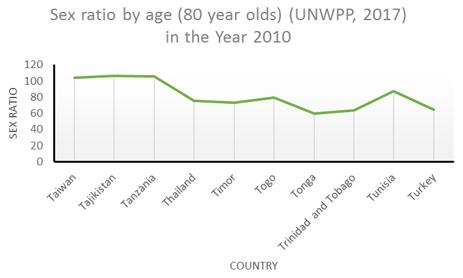 Sex ratio by age (80 year olds) (UNWPP, 2017)
in the Year 2010
SEX RATIO
120
100
80
60
40
20
0
Taiwan
Tajikistan
Tanzania
Thailand
Timor
Togo
Tonga
Trinidad and Tobago
Tunisia
Turkey
COUNTRY